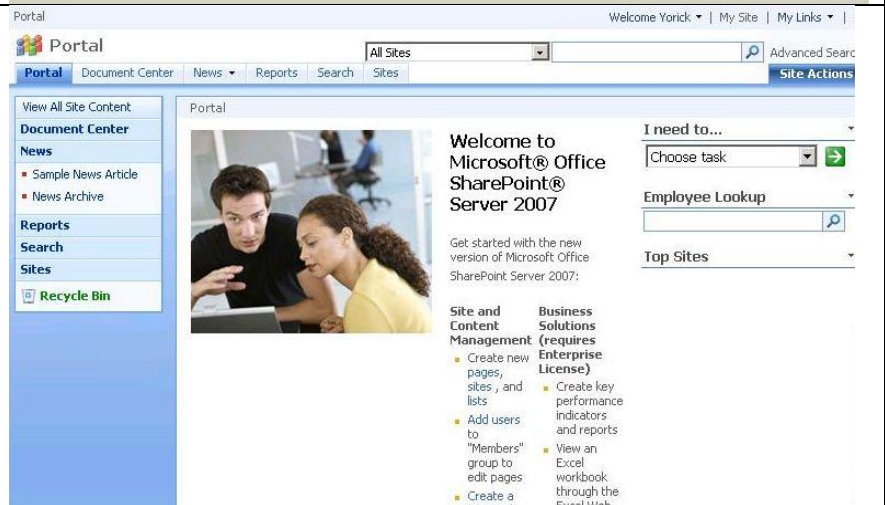 Portal
Welcome Yorick | My Site | My Links |
Portal
All Sites
Advanced Searc
Portal Document Center News Reports Search Sites
Site Actions
View All Site Content
Document Center
News
Sample News Article
News Archive
Reports
Search
Sites
Recycle Bin
Portal
Welcome to
Microsoft® Office
SharePoint®
Server 2007
Get started with the new
version of Microsoft Office
SharePoint Server 2007:
Site and
Content
Management
Create new
pages,
sites , and
lists
Add users
to
"Members"
group to
edit pages
Create a
Business
Solutions
(requires
Enterprise
License)
Create key
performance
indicators
and reports
View an
Excel
workbook
through the
Excel Web
I need to...
Choose task
Employee Lookup
Top Sites